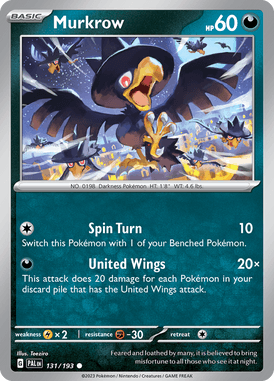 BASIC
Murkrow
HP60
NO. 0198 Darkness Pokémon HT. 1'8" WT. 4.6 lbs.
Spin Turn 10
Switch this Pokémon with 1 of your Benched Pokémon.
United Wings 20×
This attack does 20 damage for each Pokémon in your
discard pile that has the United Wings attack.
weakness ×2 resistance -30 retreat
Illus. Teeziro
G PAL EN 131/193
Feared and loathed by many, it is believed to bring
misfortune to all those who see it at night.
©2023 Pokémon / Nintendo / Creatures / GAME FREAK